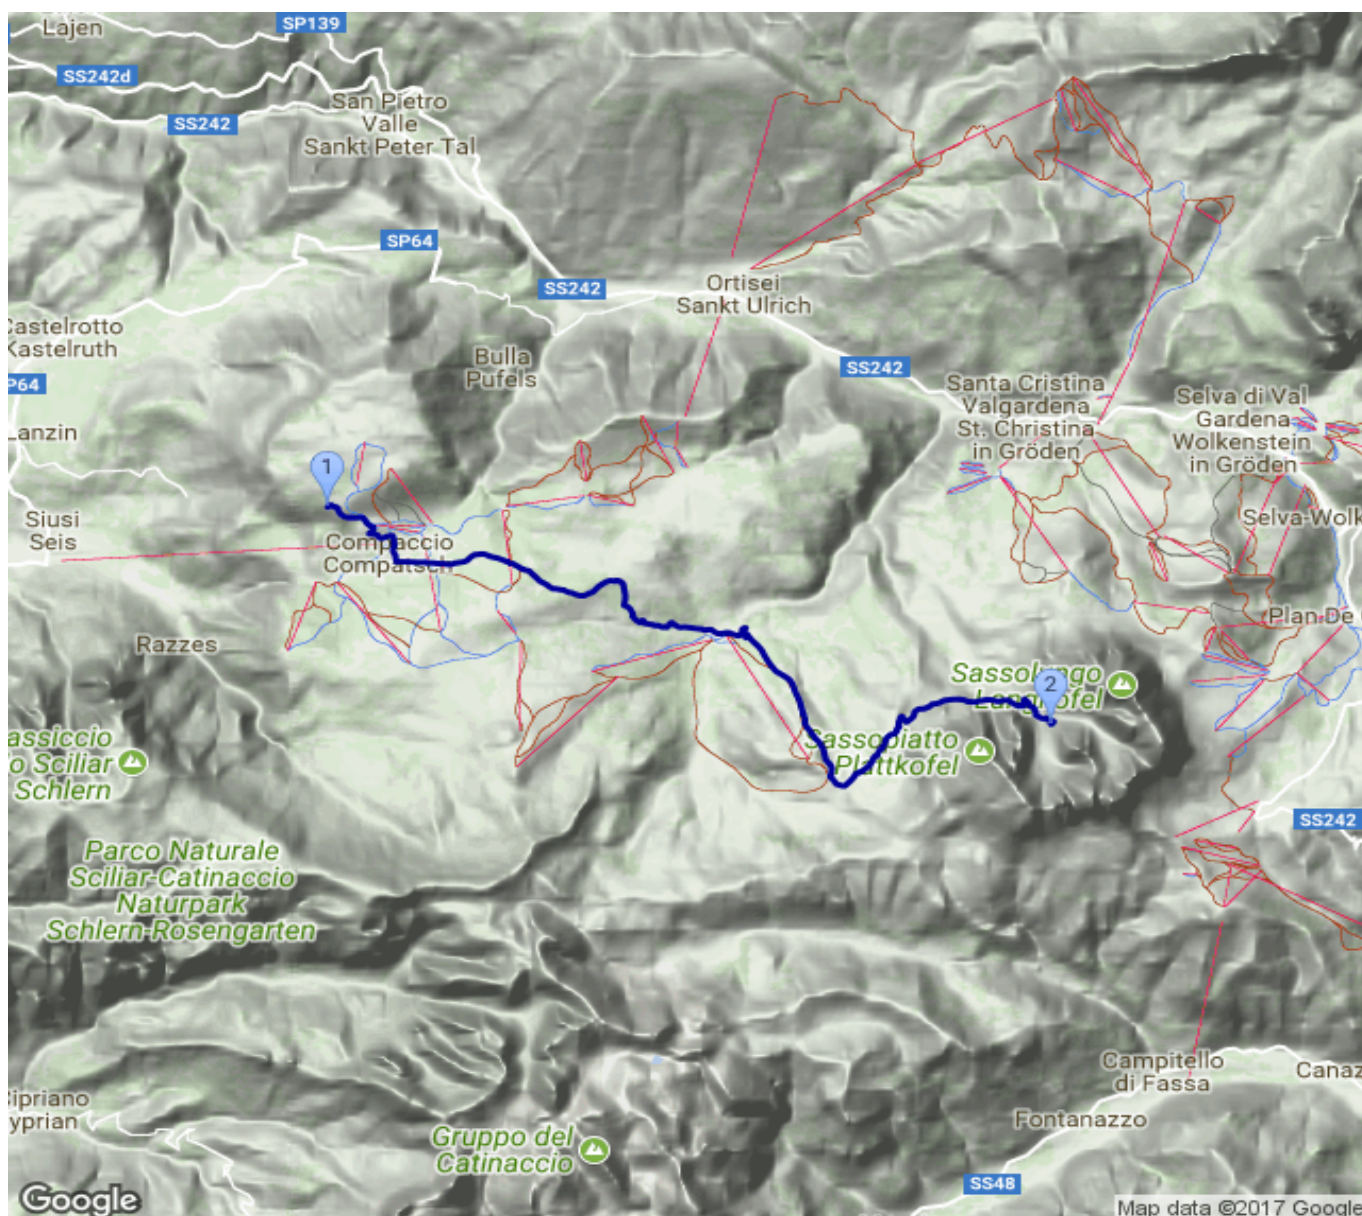 Lajen
SP139
SS242d
San Pietro
Valle
Sankt Peter Tal
SS242
SP64
SS242
Ortisei
Sankt Ulrich
Castelrotto
Kastelruth
P64
Bulla
Pufels
SS242
Santa Cristina
Valgardena
St. Christina
in Gröden
Selva di Val
Gardena
Wolkenstein
in Gröden
Lanzin
1
Siusi
Seis
Compaccio
Compatsch
Selva-Wolk
Razzes
Plan De
Sassolungo
Langkofel
2
Sassopiatto
Plattkofel
assiccio
o Sciliar
Schlern
SS242
Parco Naturale
Sciliar-Catinaccio
Naturpark
Schlern-Rosengarten
Campitello
di Fassa
Canaz
Cipriano
yprian
Fontanazzo
Gruppo del
Catinaccio
SS48
Google
Map data ©2017 Google